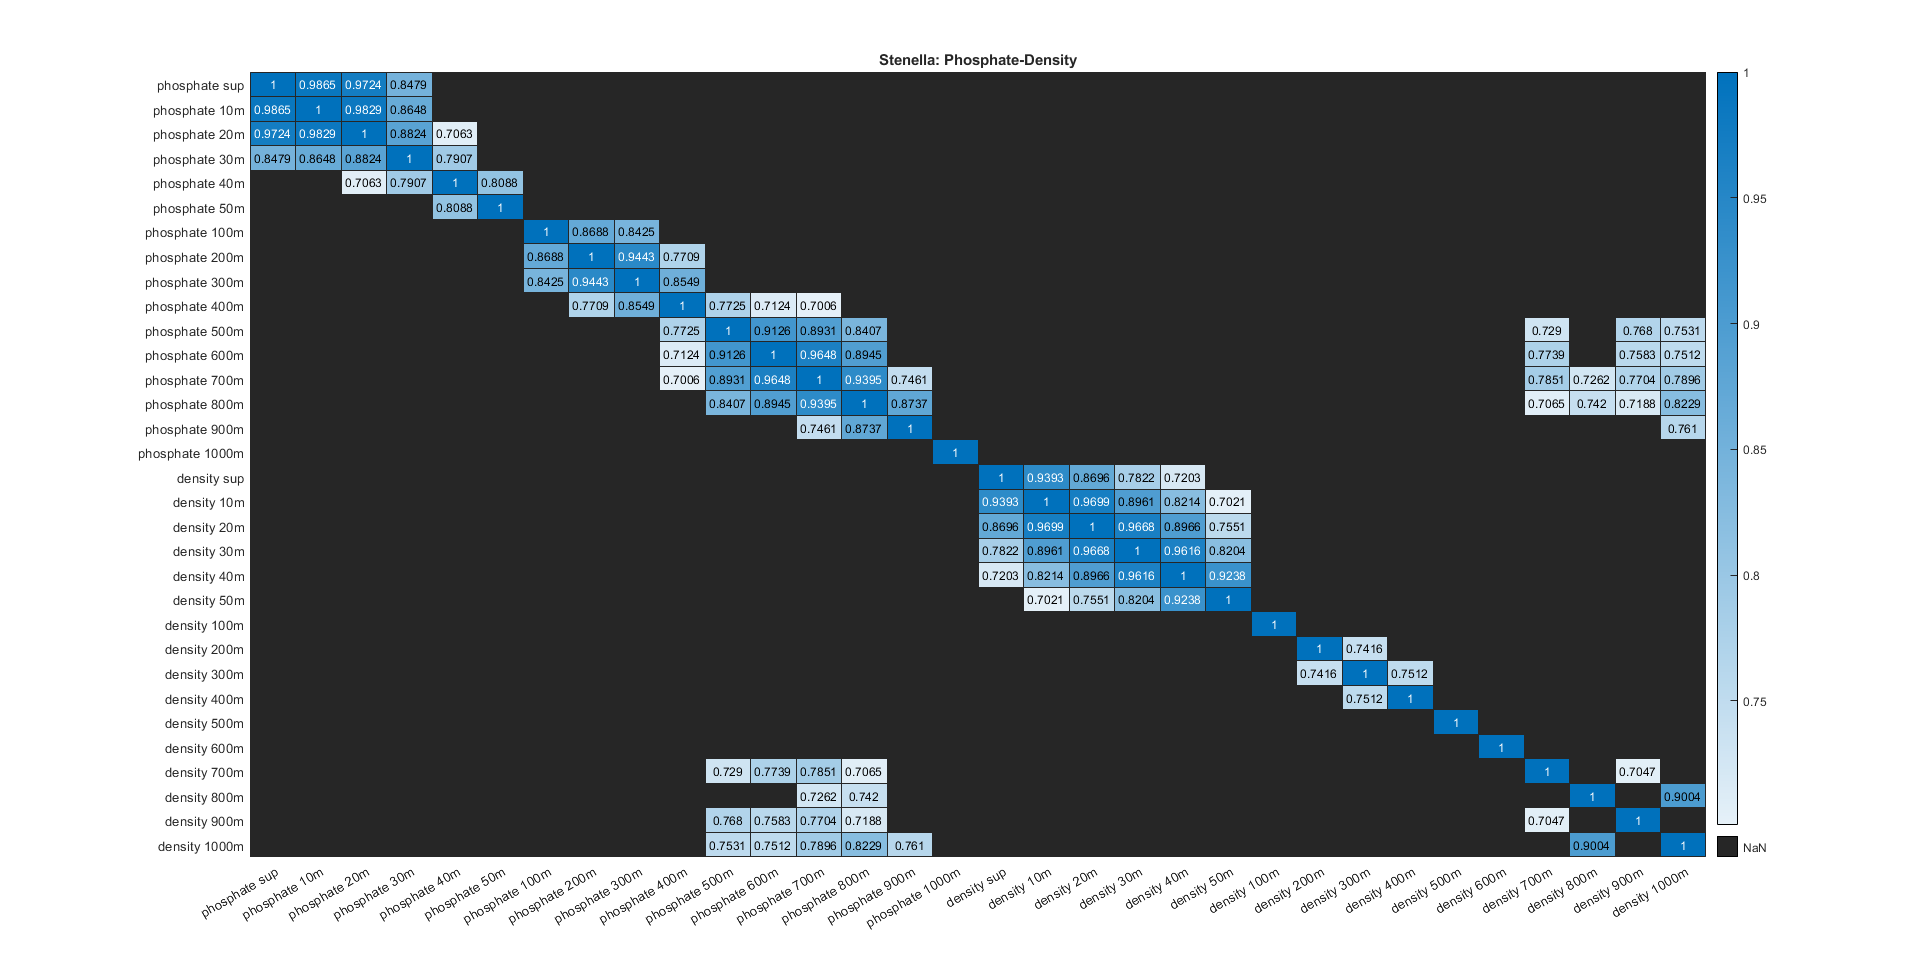 Stenella: Phosphate-Density
phosphate sup 1 0.9865 0.9724 0.8479
phosphate 10m 0.9865 1 0.9829 0.8648
phosphate 20m 0.9724 0.9829 1 0.8824 0.7063
phosphate 30m 0.8479 0.8648 0.8824 1 0.7907
phosphate 40m 0.7063 0.7907 1 0.8088
phosphate 50m 0.8088 1
phosphate 100m 1 0.8688 0.8425
phosphate 200m 0.8688 1 0.9443 0.7709
phosphate 300m 0.8425 0.9443 1 0.8549
phosphate 400m 0.7709 0.8549 1 0.7725 0.7124 0.7006
phosphate 500m 0.7725 1 0.9126 0.8931 0.8407 0.729 0.768 0.7531
phosphate 600m 0.7124 0.9126 1 0.9648 0.8945 0.7739 0.7583 0.7512
phosphate 700m 0.7006 0.8931 0.9648 1 0.9395 0.7461 0.7851 0.7262 0.7704 0.7896
phosphate 800m 0.8407 0.8945 0.9395 1 0.8737 0.7065 0.742 0.7188 0.8229
phosphate 900m 0.7461 0.8737 1 0.761
phosphate 1000m 1
density sup 1 0.9393 0.8696 0.7822 0.7203
density 10m 0.9393 1 0.9699 0.8961 0.8214 0.7021
density 20m 0.8696 0.9699 1 0.9668 0.8966 0.7551
density 30m 0.7822 0.8961 0.9668 1 0.9616 0.8204
density 40m 0.7203 0.8214 0.8966 0.9616 1 0.9238
density 50m 0.7021 0.7551 0.8204 0.9238 1
density 100m 1
density 200m 1 0.7416
density 300m 0.7416 1 0.7512
density 400m 0.7512 1
density 500m 1
density 600m 1
density 700m 0.729 0.7739 0.7851 0.7065 1 0.7047
density 800m 0.7262 0.742 1 0.9004
density 900m 0.768 0.7583 0.7704 0.7188 0.7047 1
density 1000m 0.7531 0.7512 0.7896 0.8229 0.761 0.9004 1
phosphate sup
phosphate 10m
phosphate 20m
phosphate 30m
phosphate 40m
phosphate 50m
phosphate 100m
phosphate 200m
phosphate 300m
phosphate 400m
phosphate 500m
phosphate 600m
phosphate 700m
phosphate 800m
phosphate 900m
phosphate 1000m
density sup
density 10m
density 20m
density 30m
density 40m
density 50m
density 100m
density 200m
density 300m
density 400m
density 500m
density 600m
density 700m
density 800m
density 900m
density 1000m
1
0.95
0.9
0.85
0.8
0.75
NaN